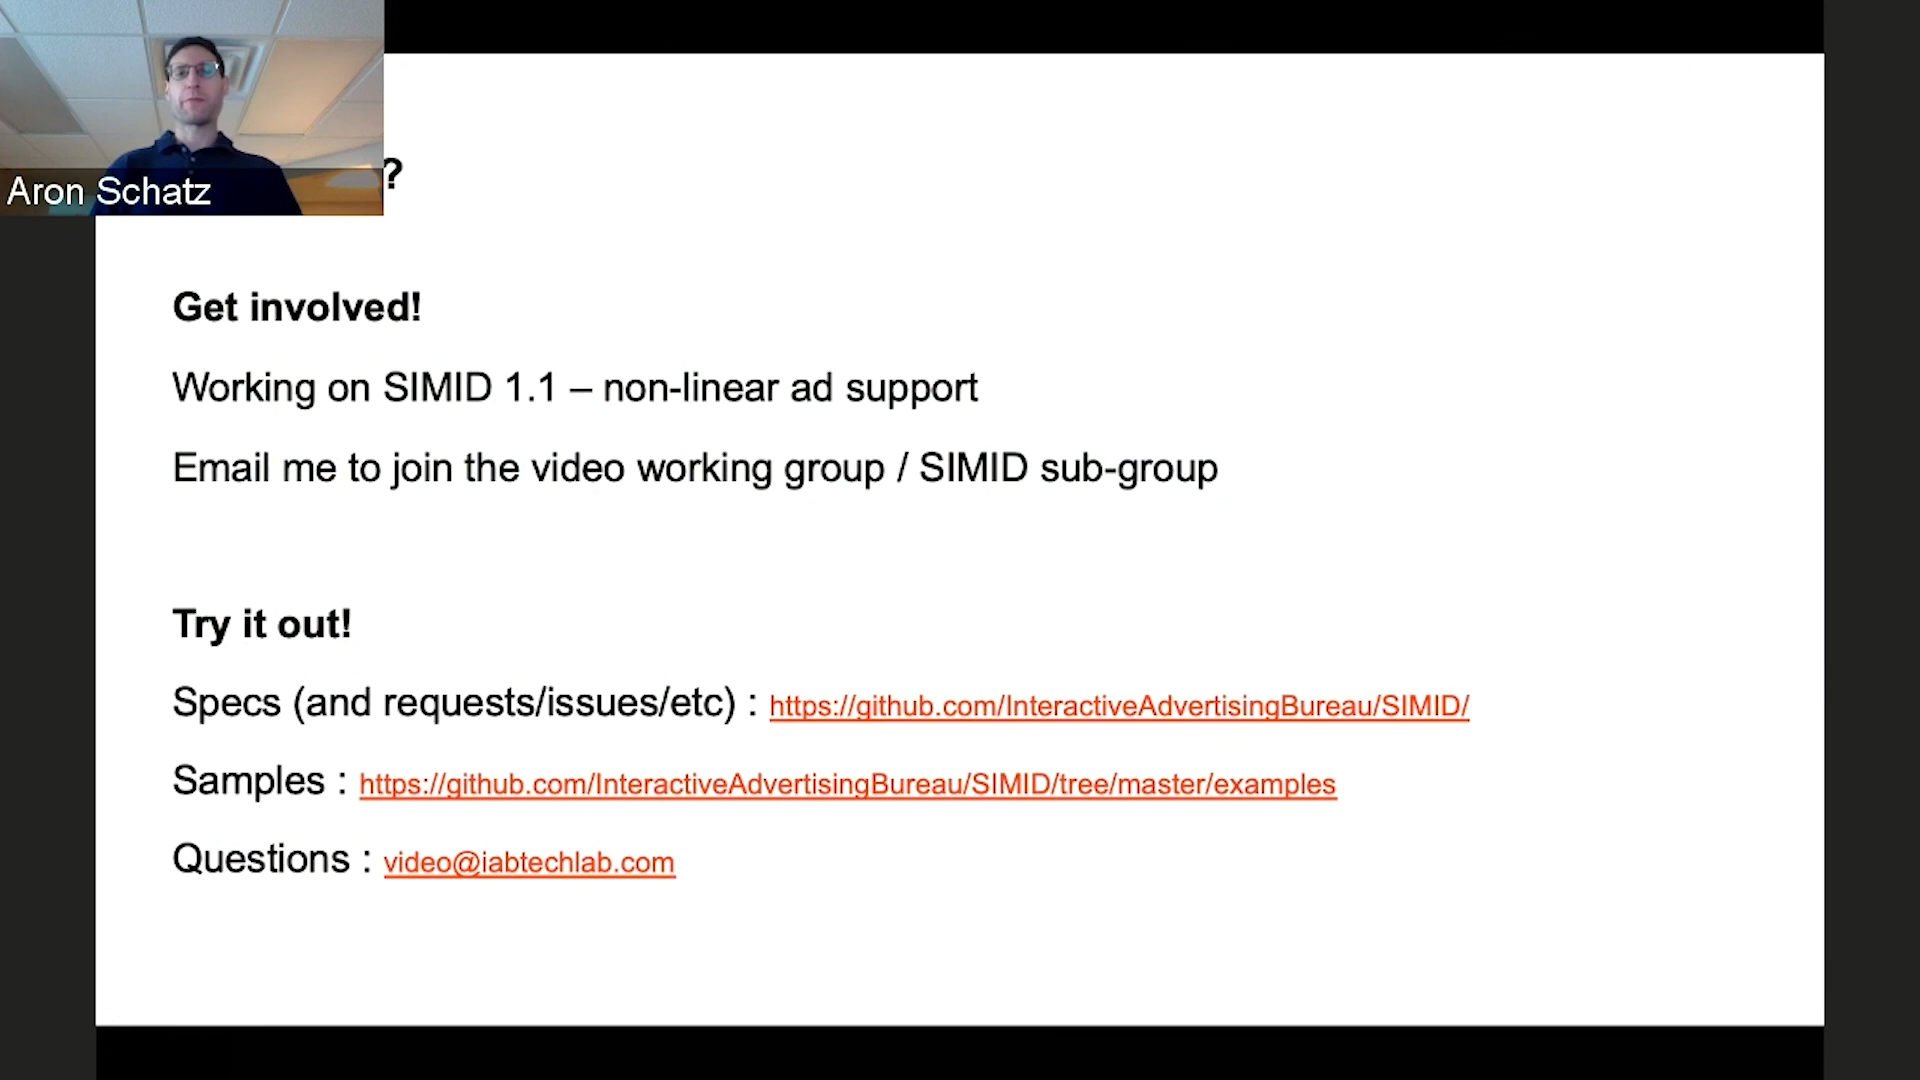 Aron Schatz
?
Get involved!
Working on SIMID 1.1 – non-linear ad support
Email me to join the video working group / SIMID sub-group
Try it out!
Specs (and requests/issues/etc) : https://github.com/InteractiveAdvertisingBureau/SIMID/
Samples : https://github.com/InteractiveAdvertisingBureau/SIMID/tree/master/examples
Questions : video@iabtechlab.com